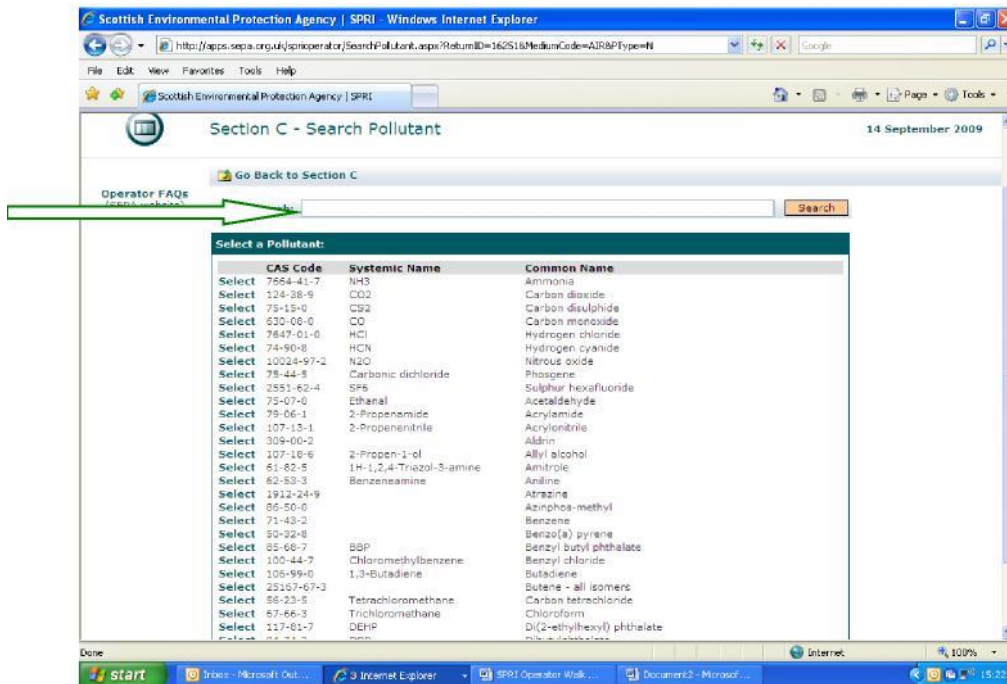 Scottish Environmental Protection Agency | SPRI - Windows Internet Explorer
http://apps.sepa.org.uk/sprioperator/SearchPollutant.aspx?ReturnID=16251&MediumCode=AIR&PType=N
Google
File Edit View Favorites Tools Help
Scottish Environmental Protection Agency | SPRI
Page Tools
Section C - Search Pollutant
14 September 2009
Go Back to Section C
Operator FAQs
Search
Select a Pollutant:
CAS Code Systemic Name Common Name
Select 7664-41-7 NH3 Ammonia
Select 124-38-9 CO2 Carbon dioxide
Select 75-15-0 CS2 Carbon disulphide
Select 630-08-0 CO Carbon monoxide
Select 7647-01-0 HCl Hydrogen chloride
Select 74-90-8 HCN Hydrogen cyanide
Select 10024-97-2 N2O Nitrous oxide
Select 75-44-5 Carbonic dichloride Phosgene
Select 2551-62-4 SF6 Sulphur hexafluoride
Select 75-07-0 Ethanal Acetaldehyde
Select 79-06-1 2-Propenamide Acrylamide
Select 107-13-1 2-Propenenitrile Acrylonitrile
Select 309-00-2 Aldrin
Select 107-18-6 2-Propen-1-ol Allyl alcohol
Select 61-82-5 1H-1,2,4-Triazol-3-amine Amitrole
Select 62-53-3 Benzeneamine Aniline
Select 1912-24-9 Atrazine
Select 86-50-0 Azinphos-methyl
Select 71-43-2 Benzene
Select 50-32-8 Benzo(a) pyrene
Select 85-68-7 BBP Benzyl butyl phthalate
Select 100-44-7 Chloromethylbenzene Benzyl chloride
Select 106-99-0 1,3-Butadiene Butadiene
Select 25167-67-3 Butene - all isomers
Select 56-23-5 Tetrachloromethane Carbon tetrachloride
Select 67-66-3 Trichloromethane Chloroform
Select 117-81-7 DEHP Di(2-ethylhexyl) phthalate
Done Internet 100%
start Inbox - Microsoft Out... 3 Internet Explorer SPRI Operator Walk ... Document2 - Microsof... 15:22